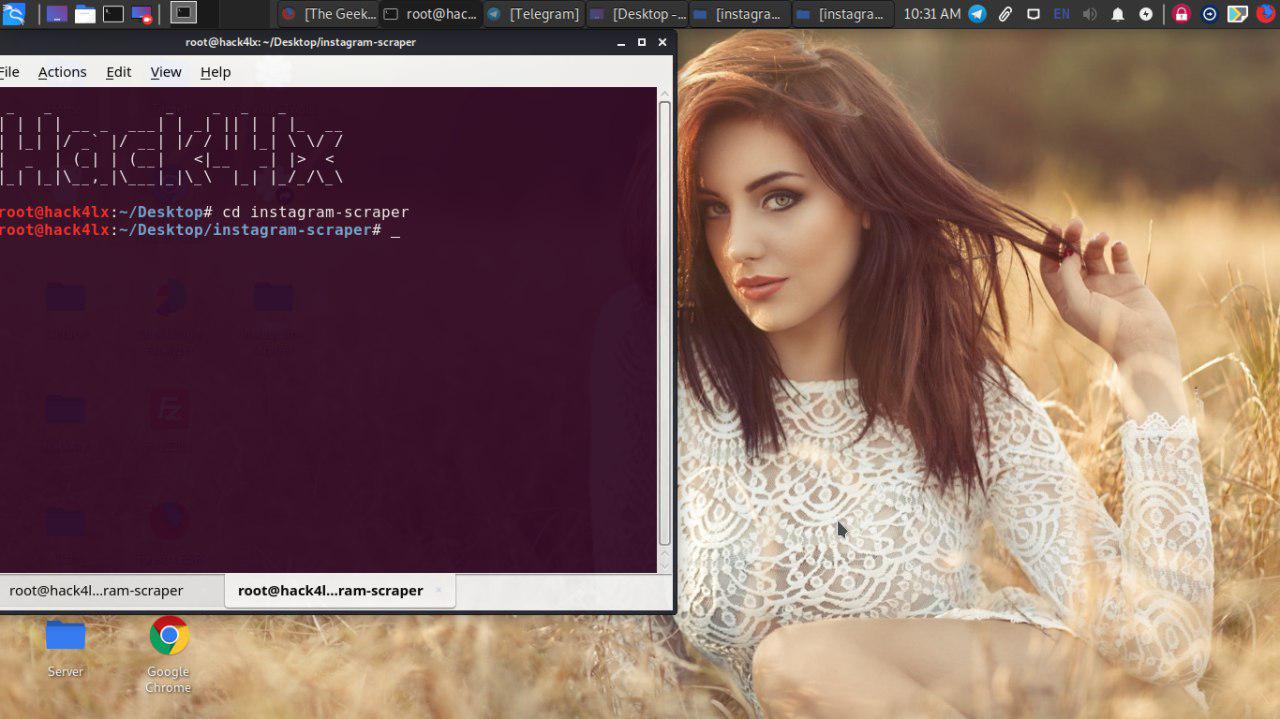 [The Geek... root@hac... [Telegram] [Desktop -... [instagra... [instagra... 10:31 AM EN
root@hack4lx: ~/Desktop/instagram-scraper
File Actions Edit View Help
Hack4lx
root@hack4lx:~/Desktop# cd instagram-scraper
root@hack4lx:~/Desktop/instagram-scraper# _
root@hack4l...ram-scraper root@hack4l...ram-scraper
Server Google
Chrome